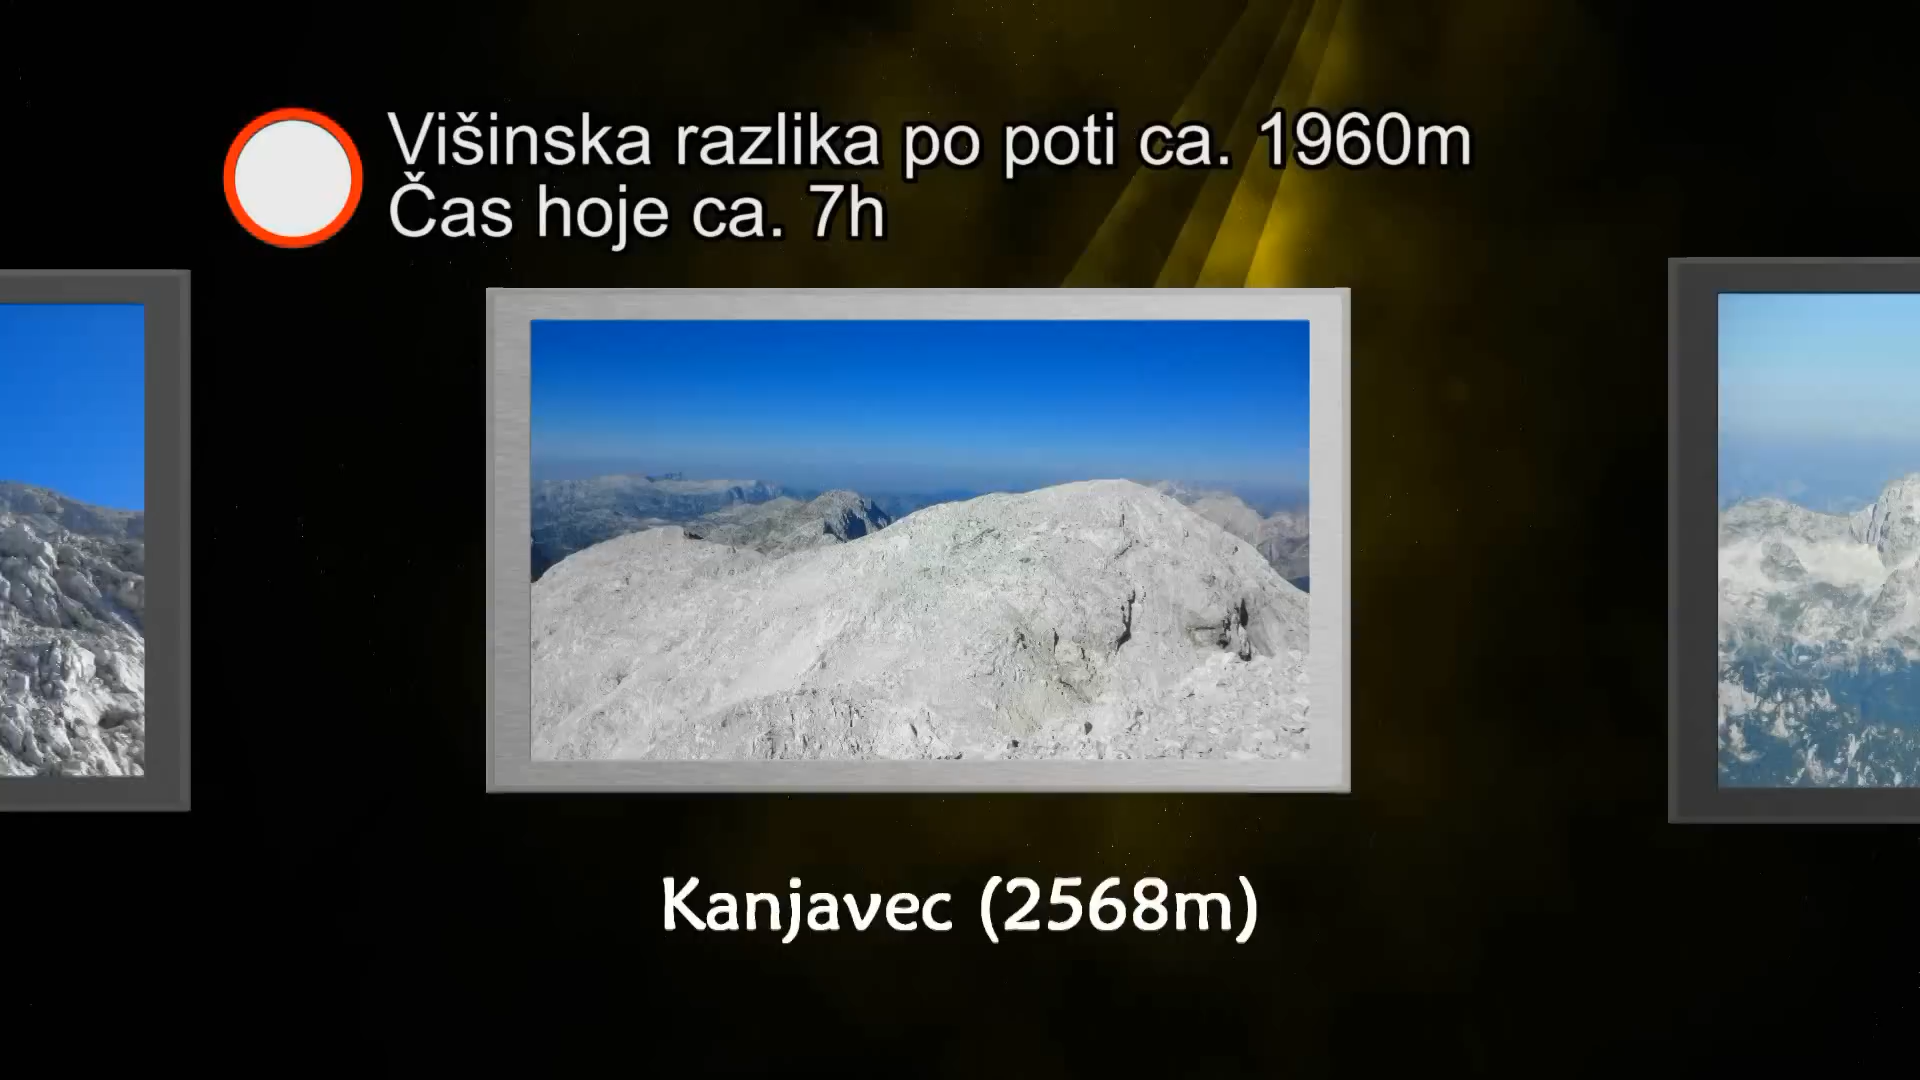 Višinska razlika po poti ca. 1960m
Čas hoje ca. 7h
Kanjavec (2568m)